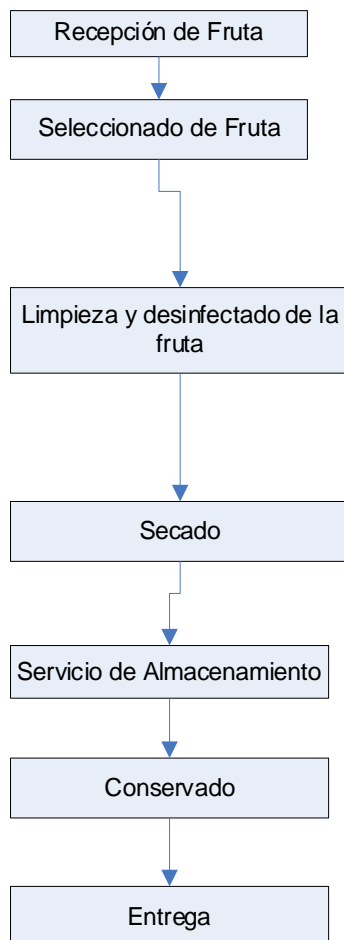 Recepción de Fruta
Seleccionado de Fruta
Limpieza y desinfectado de la
fruta
Secado
Servicio de Almacenamiento
Conservado
Entrega